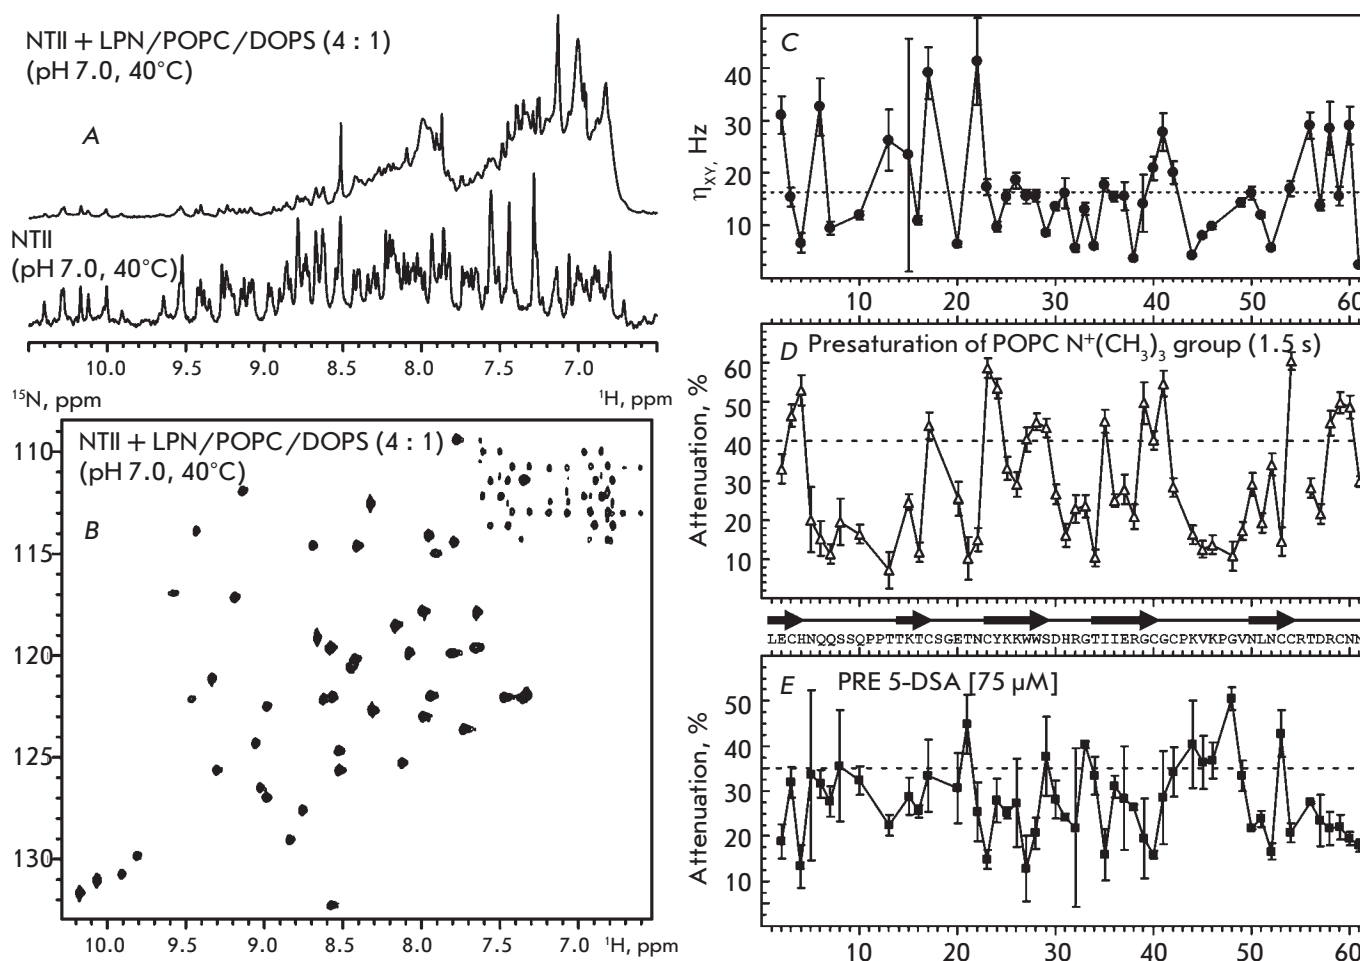 NTII + LPN/POPC/DOPS (4 : 1)
(pH 7.0, 40°C)
A
NTII
(pH 7.0, 40°C)
10.0 9.5 9.0 8.5 8.0 7.5 7.0
¹H, ppm
¹⁵N, ppm
NTII + LPN/POPC/DOPS (4 : 1)
(pH 7.0, 40°C)
B
110
115
120
125
130
10.0 9.5 9.0 8.5 8.0 7.5 7.0 ¹H, ppm
C
η_XY, Hz
40
30
20
10
10 20 30 40 50 60
D Presaturation of POPC N⁺(CH₃)₃ group (1.5 s)
Attenuation, %
60
50
40
30
20
10
LECHNQQSSQPPTTKTCSGETNCYKKWWSDHRGTIIERGCGCPKVKPGVNLNCCRTDRCNN
E PRE 5-DSA [75 μM]
Attenuation, %
50
40
30
20
10
10 20 30 40 50 60